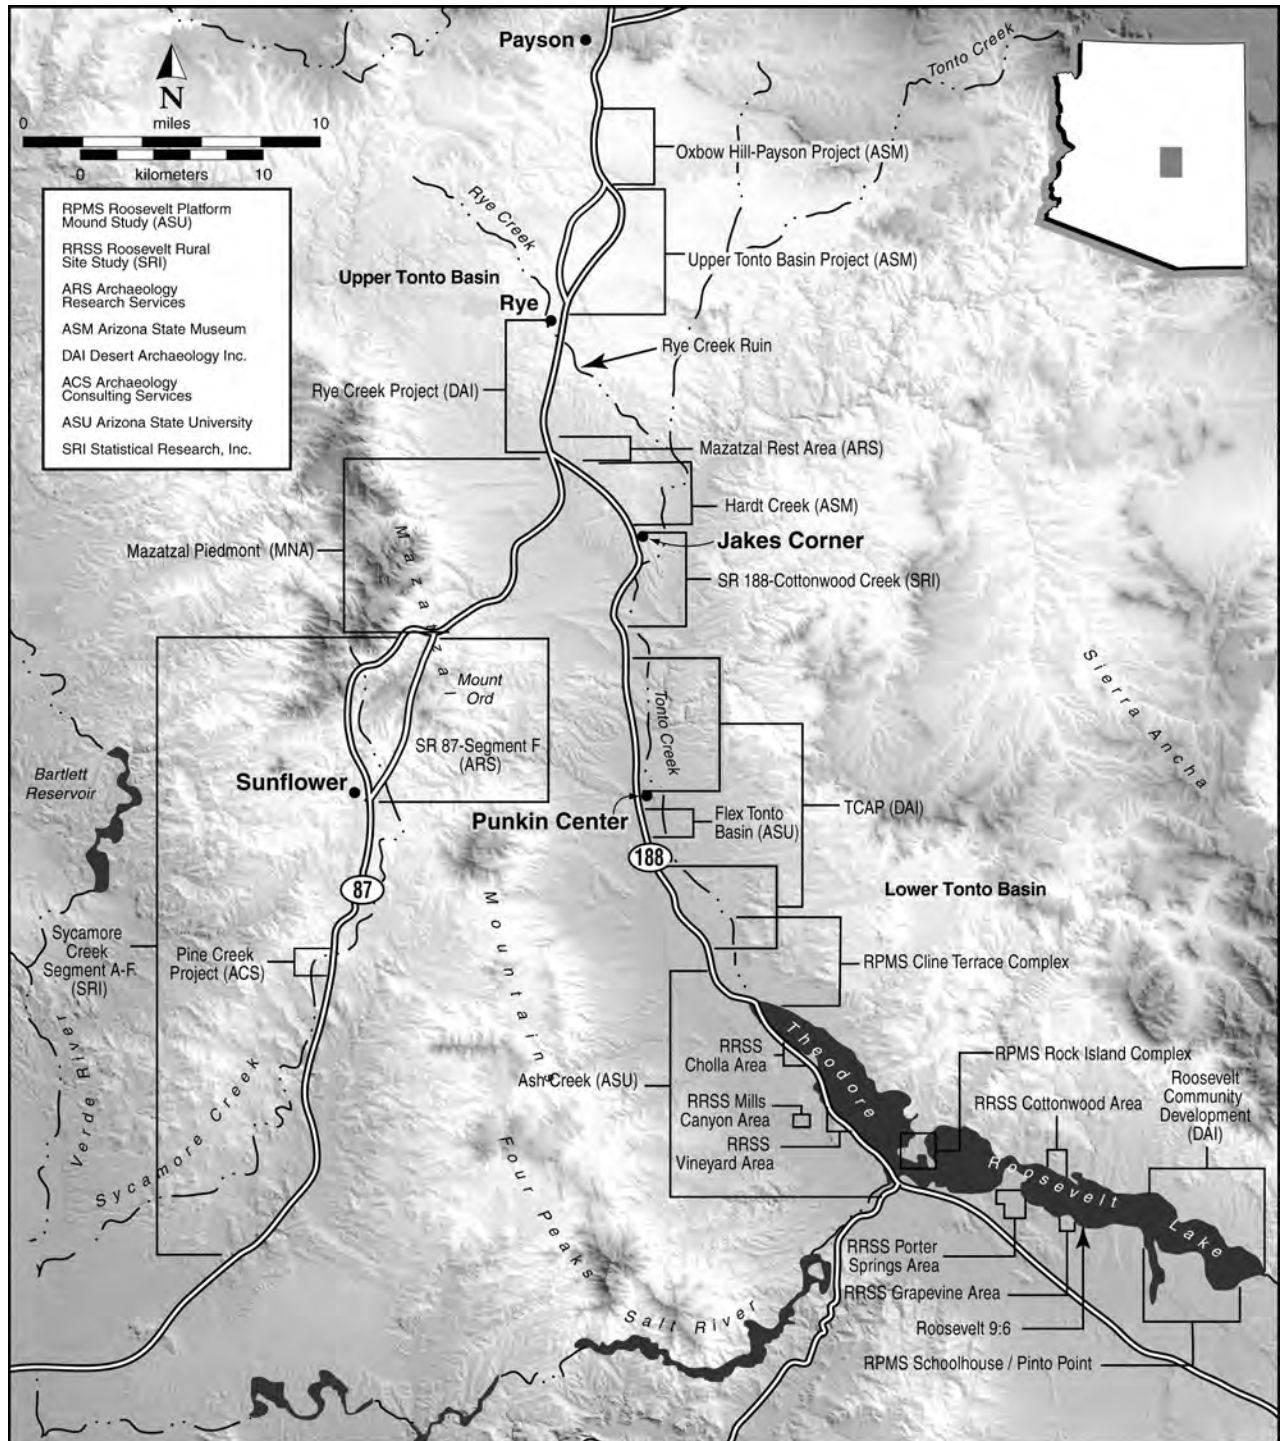 Payson
Tonto Creek
N
0 miles 10
0 kilometers 10
Oxbow Hill-Payson Project (ASM)
RPMS Roosevelt Platform
Mound Study (ASU)
RRSS Roosevelt Rural
Site Study (SRI)
ARS Archaeology
Research Services
ASM Arizona State Museum
DAI Desert Archaeology Inc.
ACS Archaeology
Consulting Services
ASU Arizona State University
SRI Statistical Research, Inc.
Rye Creek
Upper Tonto Basin Project (ASM)
Upper Tonto Basin
Rye
Rye Creek Ruin
Rye Creek Project (DAI)
Mazatzal Rest Area (ARS)
Hardt Creek (ASM)
Mazatzal
Jakes Corner
Mazatzal Piedmont (MNA)
SR 188-Cottonwood Creek (SRI)
Sierra Ancha
Mount
Ord
Tonto Creek
SR 87-Segment F
(ARS)
Bartlett
Reservoir
Sunflower
Punkin Center
Flex Tonto
Basin (ASU)
TCAP (DAI)
188
87
Lower Tonto Basin
Mountains
Sycamore
Creek
Segment A-F
(SRI)
Pine Creek
Project (ACS)
RPMS Cline Terrace Complex
Verde River
Sycamore Creek
Theodore
RRSS
Cholla Area
Ash Creek (ASU)
RPMS Rock Island Complex
RRSS Mills
Canyon Area
RRSS Cottonwood Area
Roosevelt
Community
Development
(DAI)
RRSS
Vineyard Area
Four Peaks
Roosevelt
Lake
RRSS Porter
Springs Area
RRSS Grapevine Area
Salt River
Roosevelt 9:6
RPMS Schoolhouse / Pinto Point